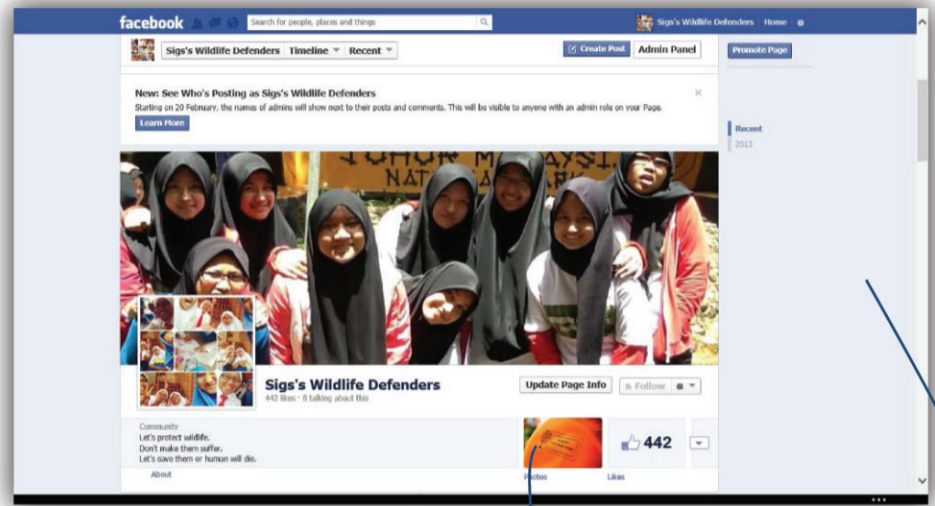 facebook
Search for people, places and things
Sigs's Wildlife Defenders Home
Sigs's Wildlife Defenders Timeline Recent
Create Post Admin Panel
Promote Page
New: See Who's Posting as Sigs's Wildlife Defenders
Starting on 20 February, the names of admins will show next to their posts and comments. This will be visible to anyone with an admin role on your Page.
Learn More
Recent
2013
Sigs's Wildlife Defenders
442 likes · 8 talking about this
Update Page Info Follow
Community
Let's protect wildlife.
Don't make them suffer.
Let's save them or human will die.
442
About
Photos
Likes